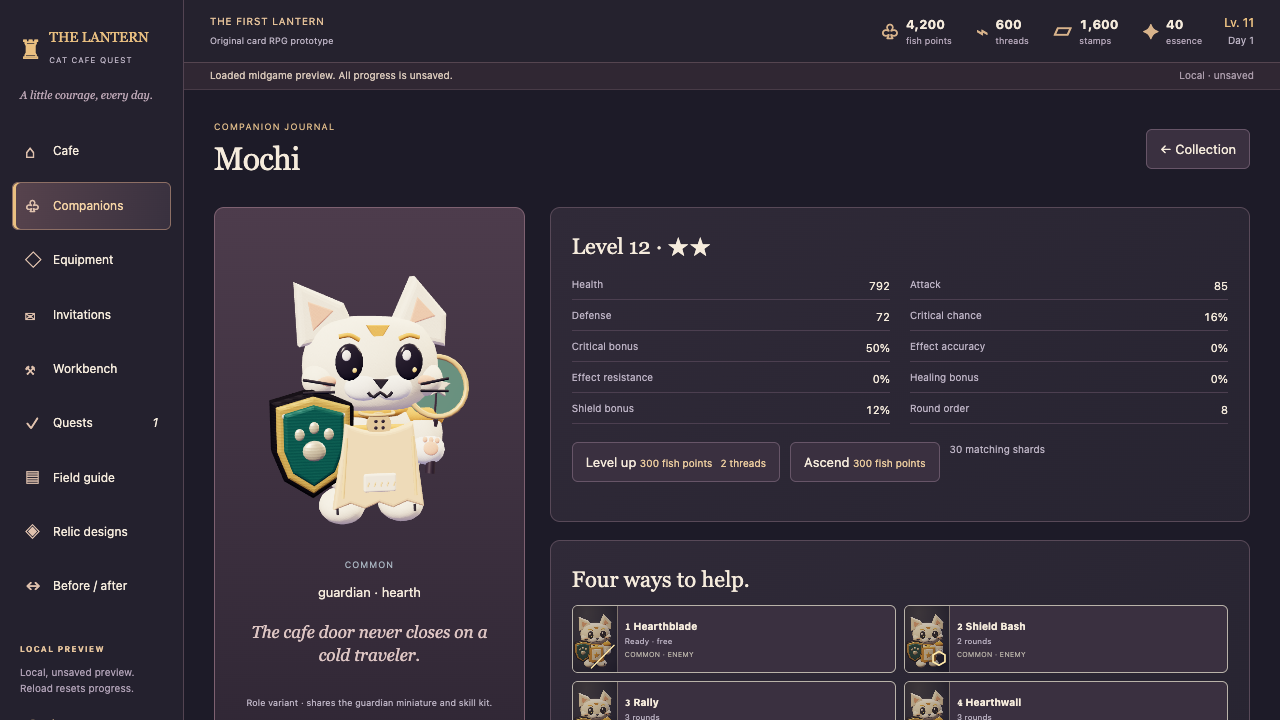 THE LANTERN
CAT CAFE QUEST
A little courage, every day.
Cafe
Companions
Equipment
Invitations
Workbench
Quests 1
Field guide
Relic designs
Before / after
LOCAL PREVIEW
Local, unsaved preview.
Reload resets progress.
THE FIRST LANTERN
Original card RPG prototype
4,200
fish points
600
threads
1,600
stamps
40
essence
Lv. 11
Day 1
Loaded midgame preview. All progress is unsaved.
Local · unsaved
COMPANION JOURNAL
Mochi
← Collection
COMMON
guardian · hearth
The cafe door never closes on a
cold traveler.
Role variant · shares the guardian miniature and skill kit.
Level 12 · ★★
Health 792
Attack 85
Defense 72
Critical chance 16%
Critical bonus 50%
Effect accuracy 0%
Effect resistance 0%
Healing bonus 0%
Shield bonus 12%
Round order 8
Level up 300 fish points 2 threads
Ascend 300 fish points
30 matching shards
Four ways to help.
1 Hearthblade
Ready · free
COMMON · ENEMY
2 Shield Bash
2 rounds
COMMON · ENEMY
3 Rally
3 rounds
4 Hearthwall
3 rounds